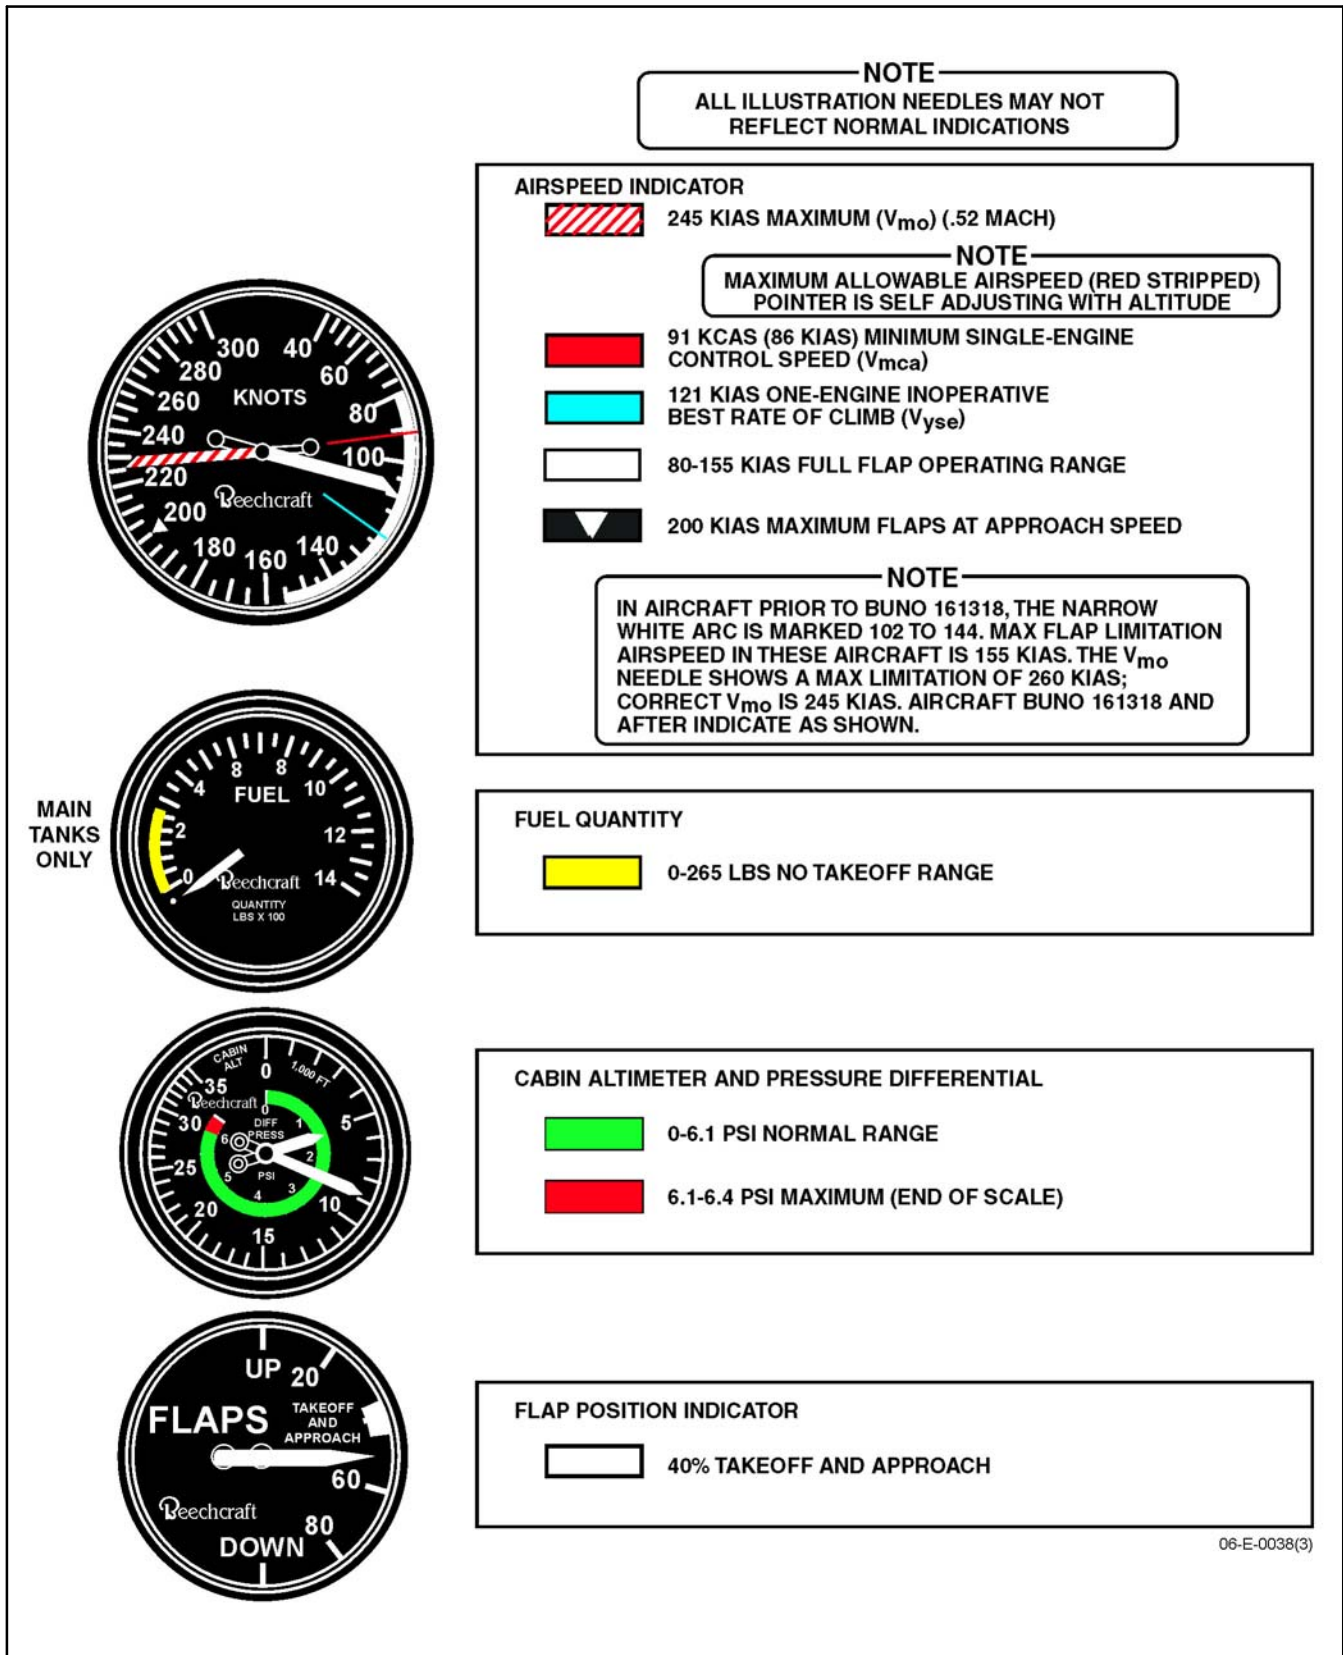 NOTE
ALL ILLUSTRATION NEEDLES MAY NOT
REFLECT NORMAL INDICATIONS
AIRSPEED INDICATOR
245 KIAS MAXIMUM (Vmo) (.52 MACH)
NOTE
MAXIMUM ALLOWABLE AIRSPEED (RED STRIPPED)
POINTER IS SELF ADJUSTING WITH ALTITUDE
91 KCAS (86 KIAS) MINIMUM SINGLE-ENGINE
CONTROL SPEED (Vmca)
121 KIAS ONE-ENGINE INOPERATIVE
BEST RATE OF CLIMB (Vyse)
80-155 KIAS FULL FLAP OPERATING RANGE
200 KIAS MAXIMUM FLAPS AT APPROACH SPEED
NOTE
IN AIRCRAFT PRIOR TO BUNO 161318, THE NARROW
WHITE ARC IS MARKED 102 TO 144. MAX FLAP LIMITATION
AIRSPEED IN THESE AIRCRAFT IS 155 KIAS. THE Vmo
NEEDLE SHOWS A MAX LIMITATION OF 260 KIAS;
CORRECT Vmo IS 245 KIAS. AIRCRAFT BUNO 161318 AND
AFTER INDICATE AS SHOWN.
300 40
280 60
260 KNOTS 80
240 100
220
Beechcraft
200
180 160 140
MAIN
TANKS
ONLY
8 8
4 10
FUEL
2 12
0 Beechcraft 14
QUANTITY
LBS X 100
FUEL QUANTITY
0-265 LBS NO TAKEOFF RANGE
CABIN
ALT
0
1,000 FT
35
Beechcraft
0
30 DIFF 1 5
PRESS
6 2
25 5 PSI
4 3
20 10
15
CABIN ALTIMETER AND PRESSURE DIFFERENTIAL
0-6.1 PSI NORMAL RANGE
6.1-6.4 PSI MAXIMUM (END OF SCALE)
UP 20
FLAPS
TAKEOFF
AND
APPROACH
60
Beechcraft
80
DOWN
FLAP POSITION INDICATOR
40% TAKEOFF AND APPROACH
06-E-0038(3)